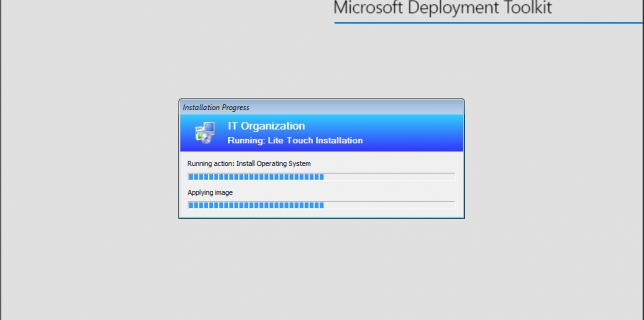 Microsoft Deployment Toolkit
Installation Progress
IT Organization
Running: Lite Touch Installation
Running action: Install Operating System
Applying image